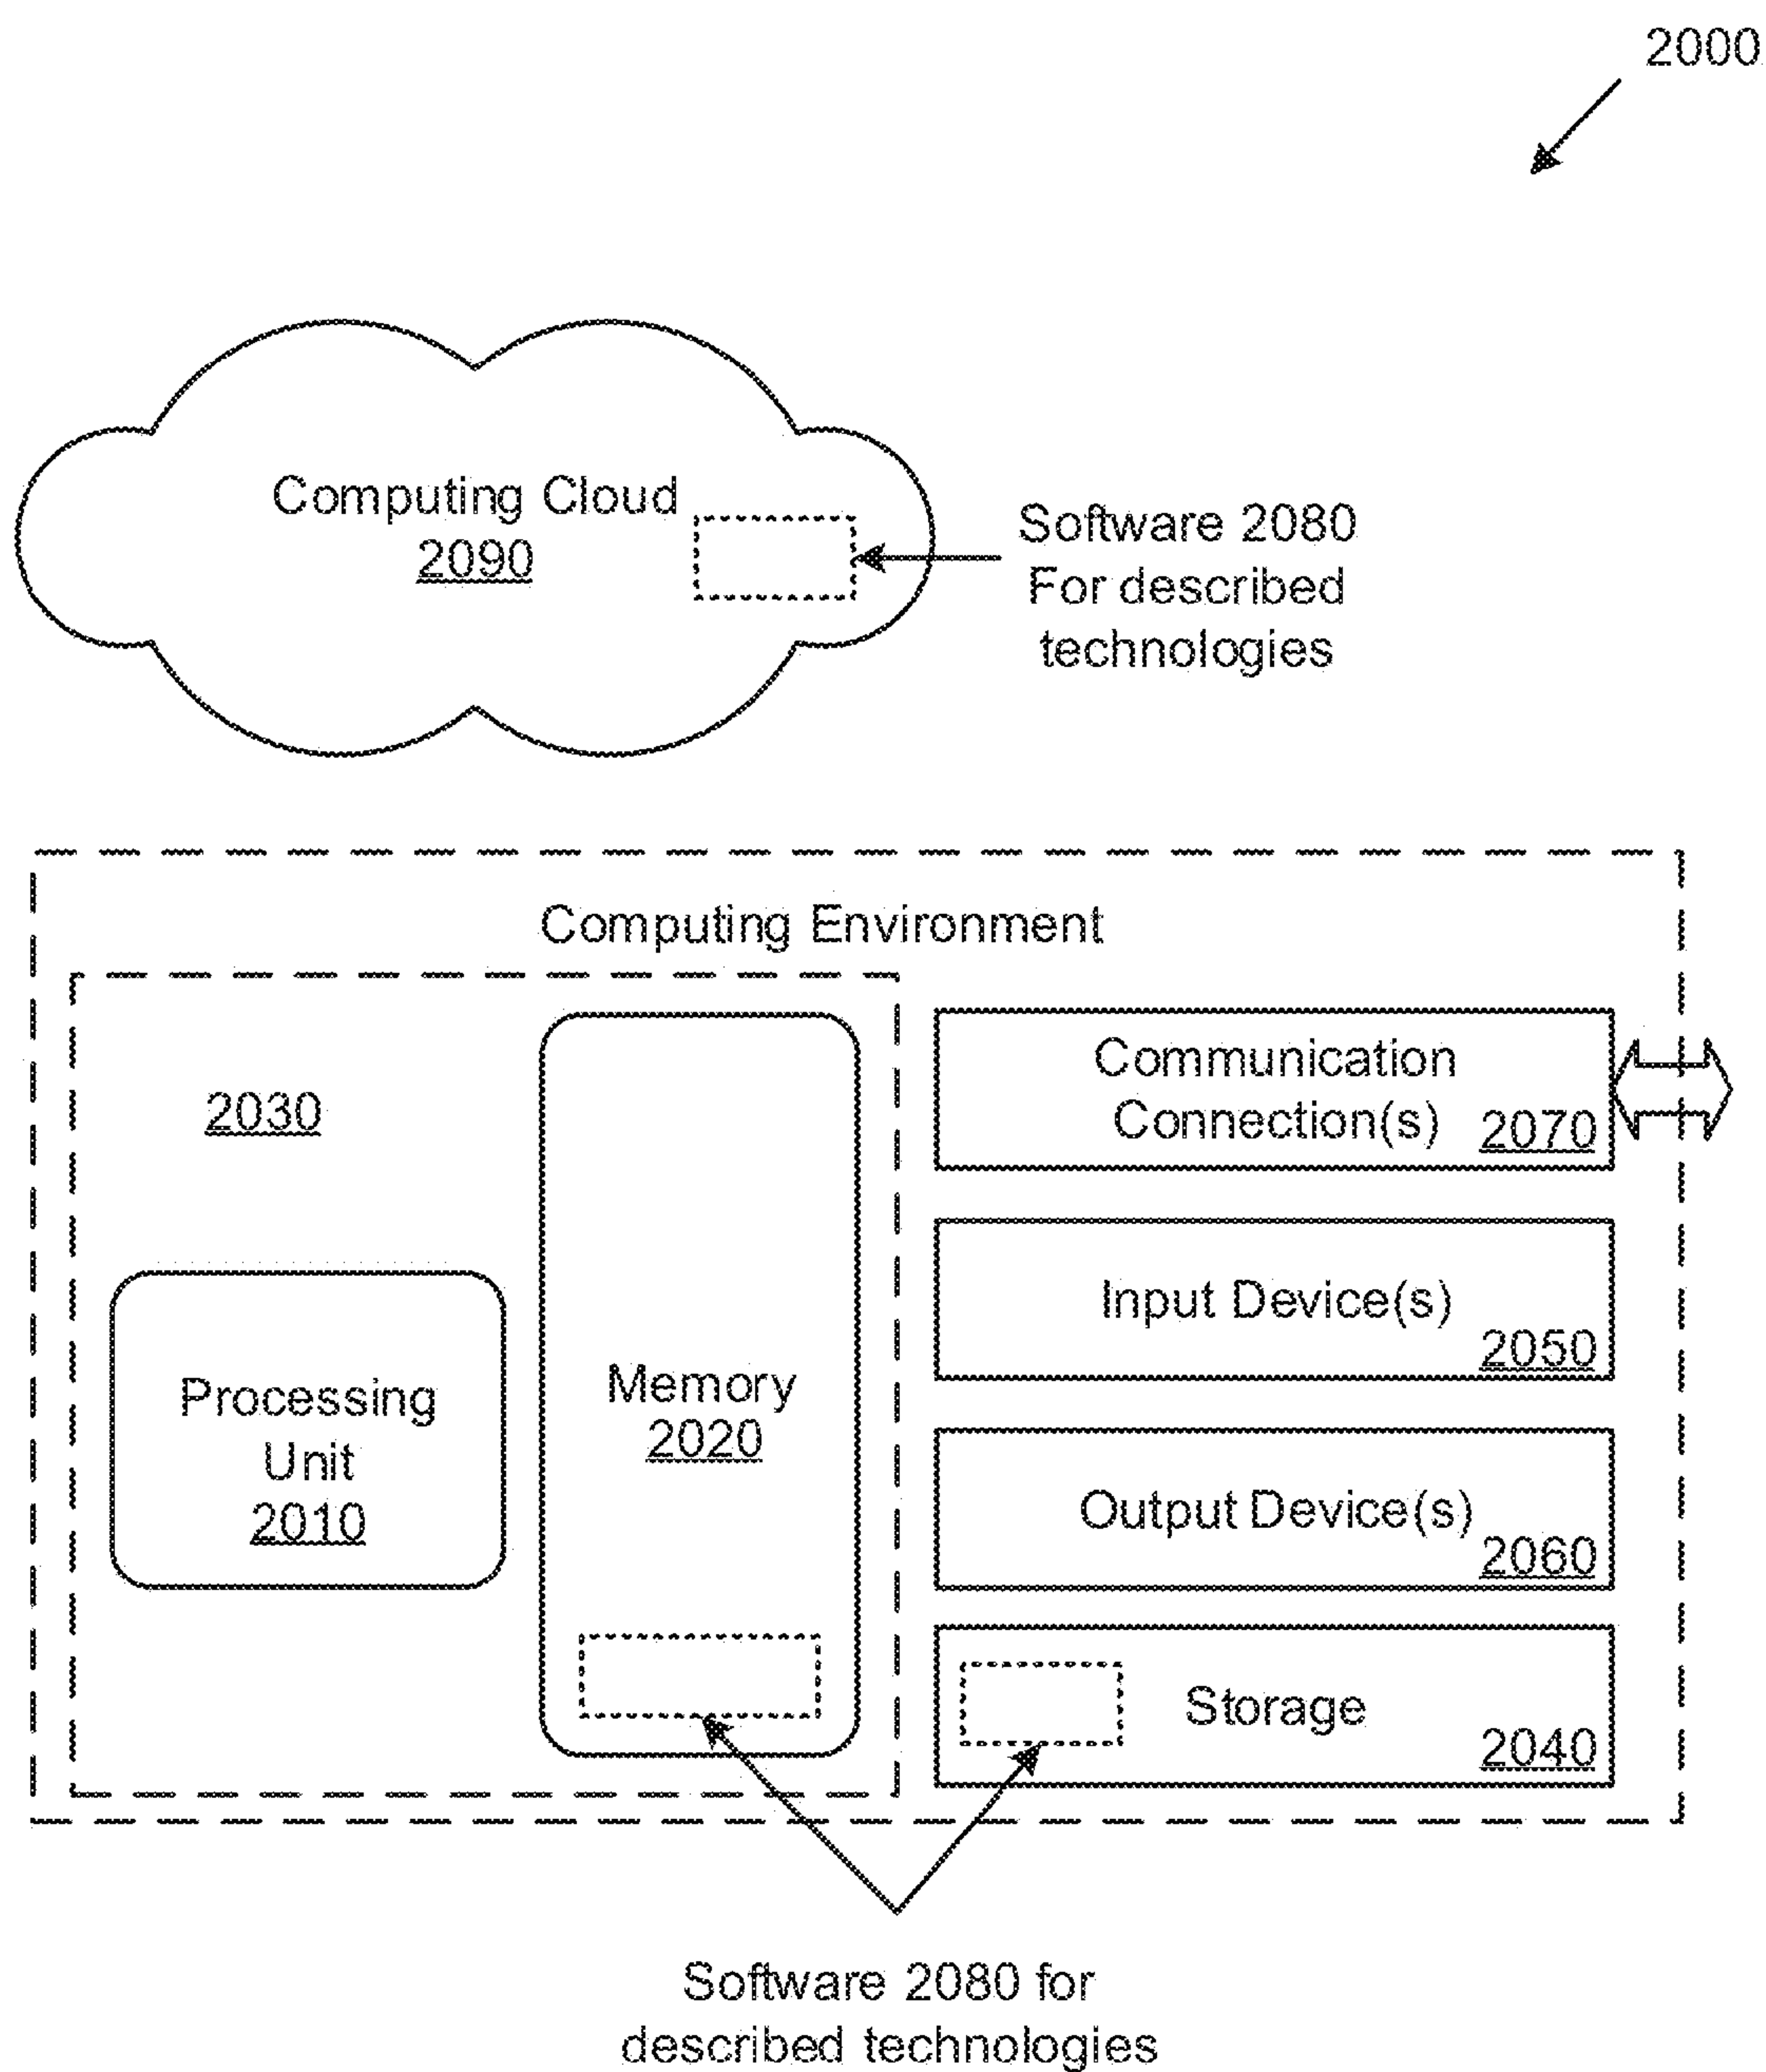 2000
Computing Cloud
2090
Software 2080
For described
technologies
Computing Environment
2030
Processing
Unit
2010
Memory
2020
Communication
Connection(s)
2070
Input Device(s)
2050
Output Device(s)
2060
Storage
2040
Software 2080 for
described technologies